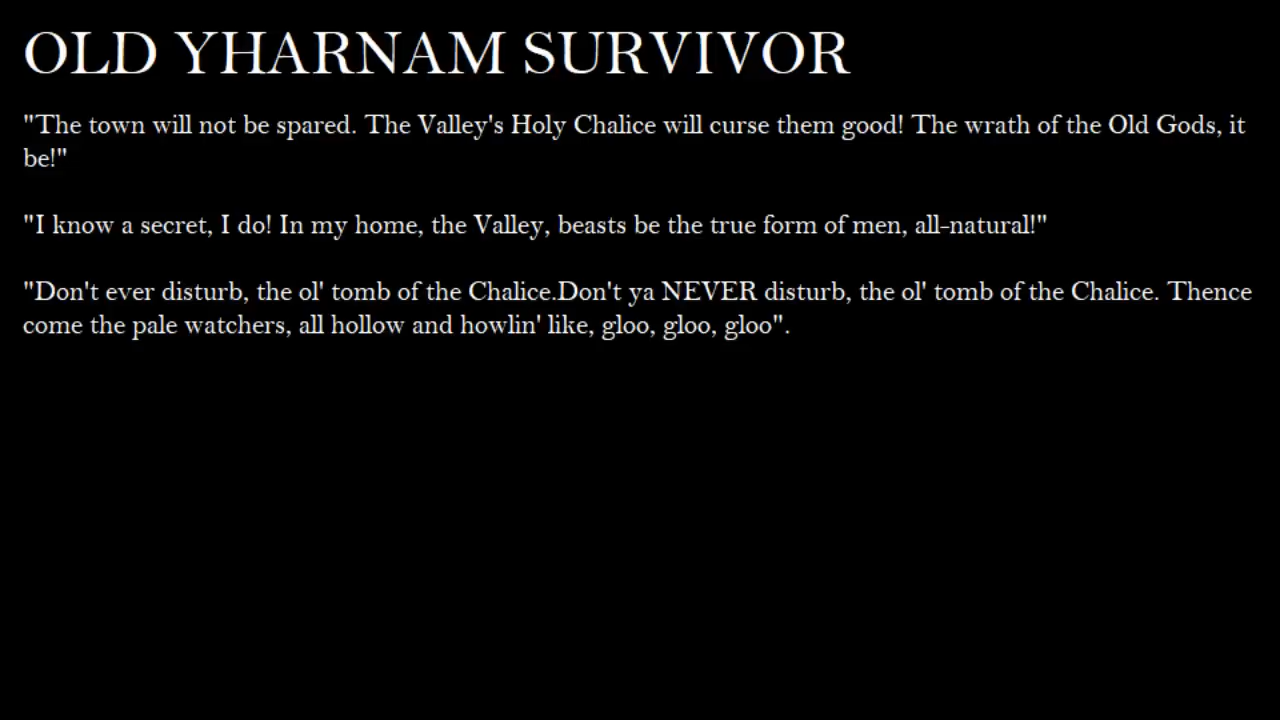 OLD YHARNAM SURVIVOR
"The town will not be spared. The Valley's Holy Chalice will curse them good! The wrath of the Old Gods, it
be!"
"I know a secret, I do! In my home, the Valley, beasts be the true form of men, all-natural!"
"Don't ever disturb, the ol' tomb of the Chalice.Don't ya NEVER disturb, the ol' tomb of the Chalice. Thence
come the pale watchers, all hollow and howlin' like, gloo, gloo, gloo".